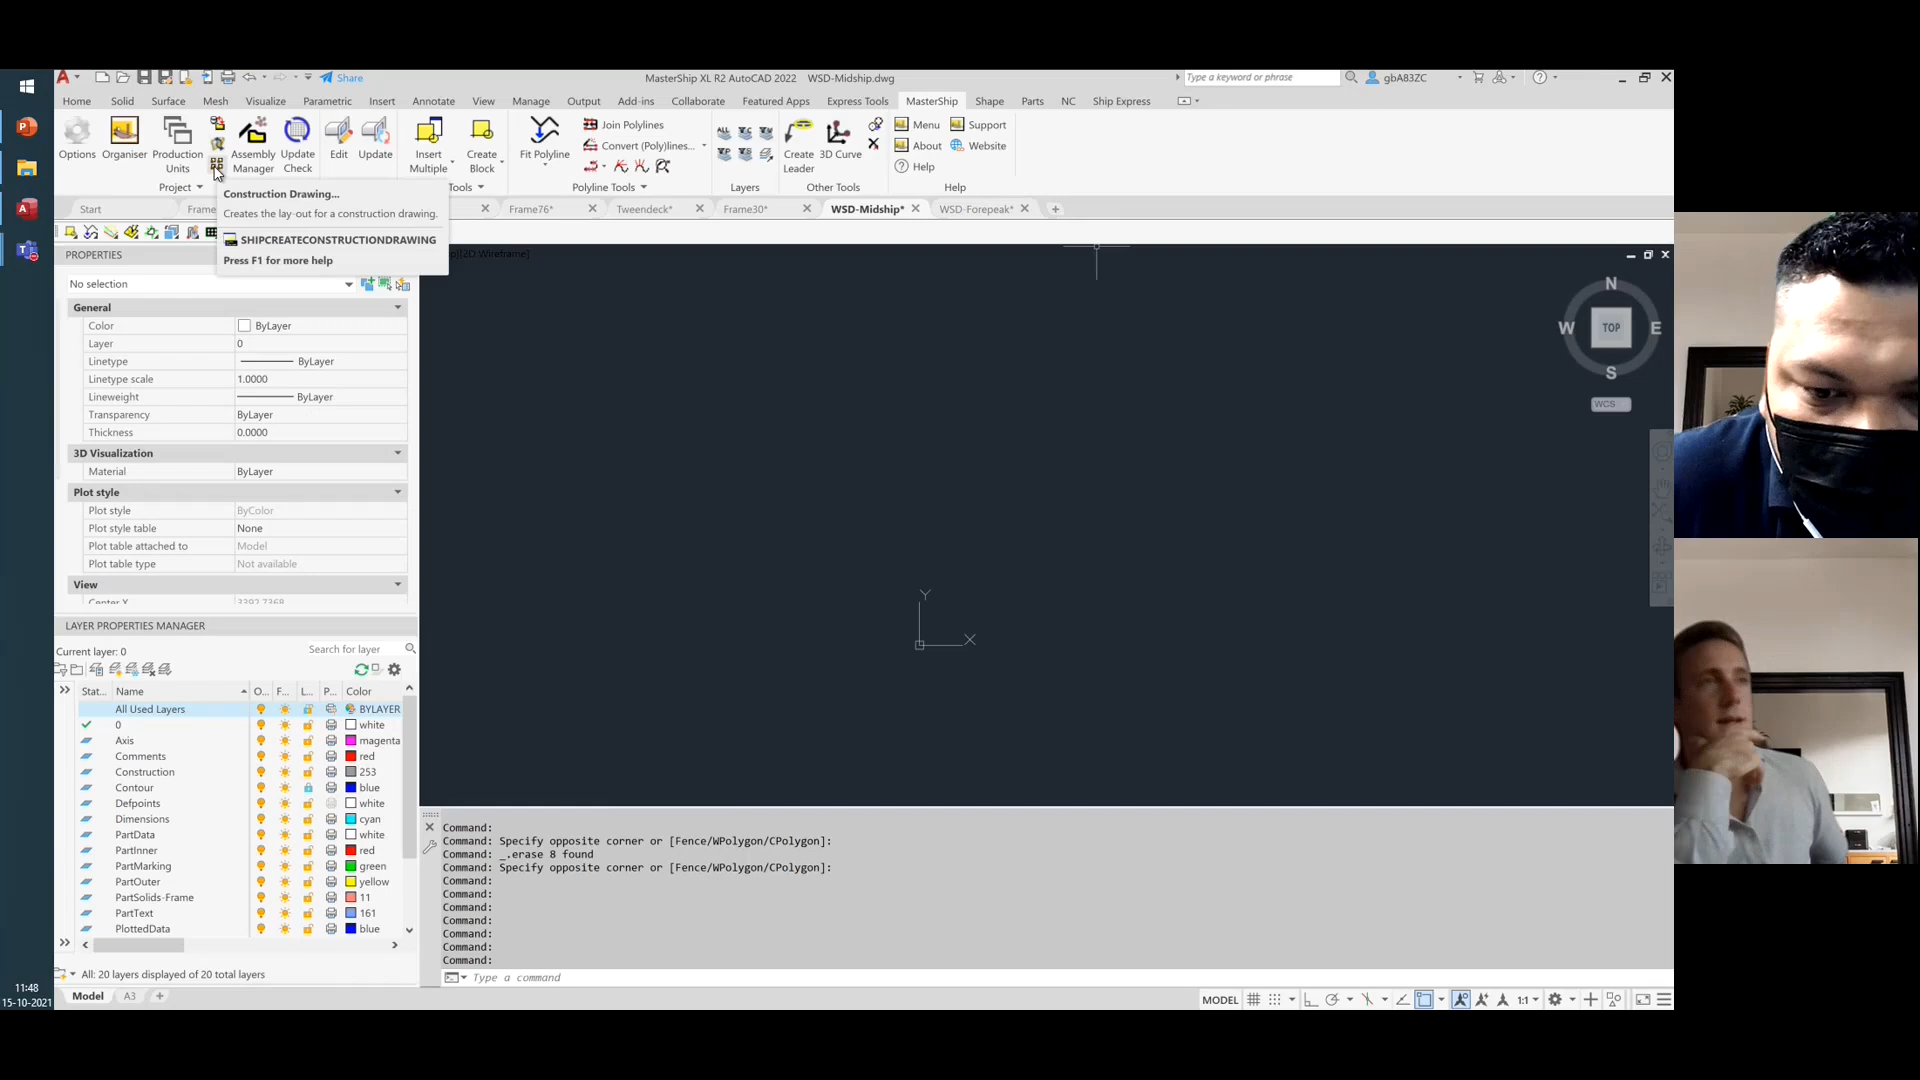 Share
MasterShip XL R2 AutoCAD 2022 WSD-Midship.dwg
Type a keyword or phrase
gbA83ZC
Home Solid Surface Mesh Visualize Parametric Insert Annotate View Manage Output Add-ins Collaborate Featured Apps Express Tools MasterShip Shape Parts NC Ship Express
Options
Organiser
Production Units
Assembly Manager
Update Check
Edit
Update
Insert Multiple
Create Block
Fit Polyline
Join Polylines
Convert (Poly)lines...
ALL
Create Leader
3D Curve
Menu
Support
About
Website
Help
Project
Tools
Polyline Tools
Layers
Other Tools
Help
Construction Drawing...
Creates the lay-out for a construction drawing.
SHIPCREATECONSTRUCTIONDRAWING
Press F1 for more help
Start Frame Frame76* Tweendeck* Frame30* WSD-Midship* WSD-Forepeak*
[2D Wireframe]
PROPERTIES
No selection
General
Color ByLayer
Layer 0
Linetype ByLayer
Linetype scale 1.0000
Lineweight ByLayer
Transparency ByLayer
Thickness 0.0000
3D Visualization
Material ByLayer
Plot style
Plot style ByColor
Plot style table None
Plot table attached to Model
Plot table type Not available
View
Center X 3392.7368
N
W TOP E
S
WCS
Y
X
LAYER PROPERTIES MANAGER
Current layer: 0
Search for layer
Stat... Name O... F... L... P... Color
All Used Layers BYLAYER
0 white
Axis magenta
Comments red
Construction 253
Contour blue
Defpoints white
Dimensions cyan
PartData white
PartInner red
PartMarking green
PartOuter yellow
PartSolids-Frame 11
PartText 161
PlottedData blue
All: 20 layers displayed of 20 total layers
Command:
Command: Specify opposite corner or [Fence/WPolygon/CPolygon]:
Command: _.erase 8 found
Command: Specify opposite corner or [Fence/WPolygon/CPolygon]:
Command:
Command:
Command:
Command:
Command:
Command:
Command:
Type a command
Model A3
MODEL
1:1
11:48
15-10-2021